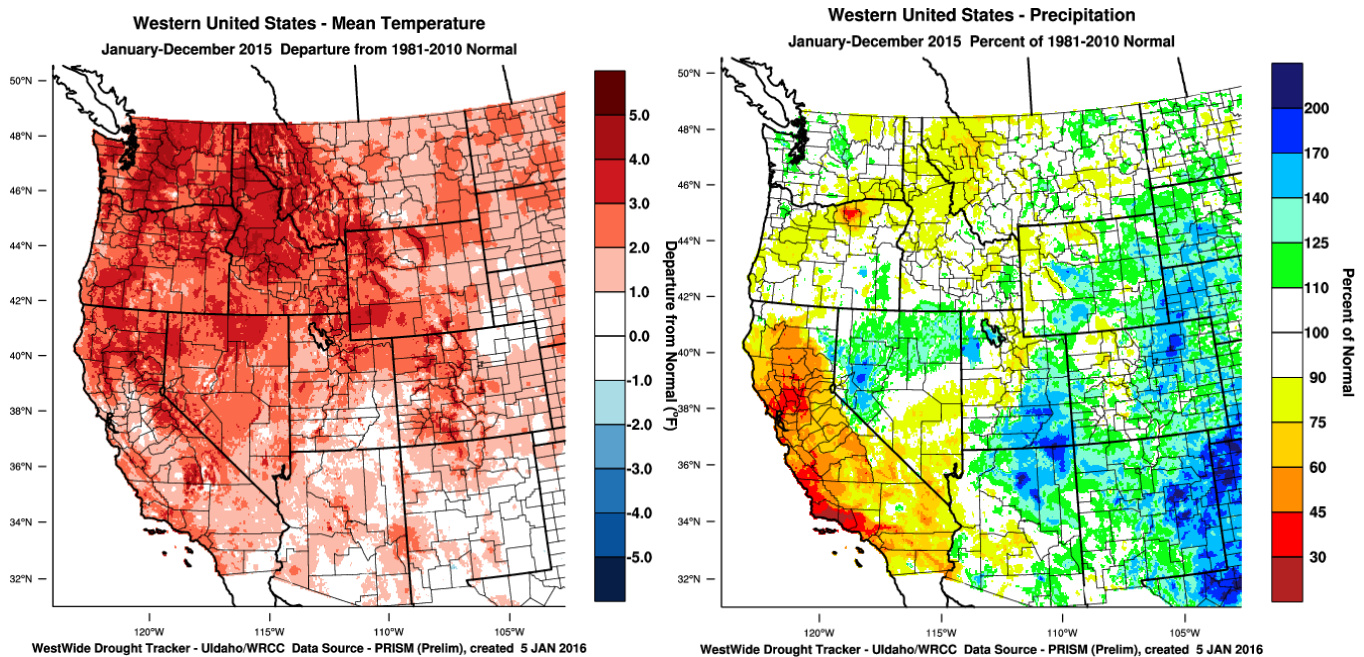 Western United States - Mean Temperature
January-December 2015 Departure from 1981-2010 Normal
50°N
48°N
46°N
44°N
42°N
40°N
38°N
36°N
34°N
32°N
120°W
115°W
110°W
105°W
5.0
4.0
3.0
2.0
1.0
0.0
-1.0
-2.0
-3.0
-4.0
-5.0
Departure from Normal (°F)
WestWide Drought Tracker - UIdaho/WRCC Data Source - PRISM (Prelim), created 5 JAN 2016
Western United States - Precipitation
January-December 2015 Percent of 1981-2010 Normal
50°N
48°N
46°N
44°N
42°N
40°N
38°N
36°N
34°N
32°N
120°W
115°W
110°W
105°W
200
170
140
125
110
100
90
75
60
45
30
Percent of Normal
WestWide Drought Tracker - UIdaho/WRCC Data Source - PRISM (Prelim), created 5 JAN 2016